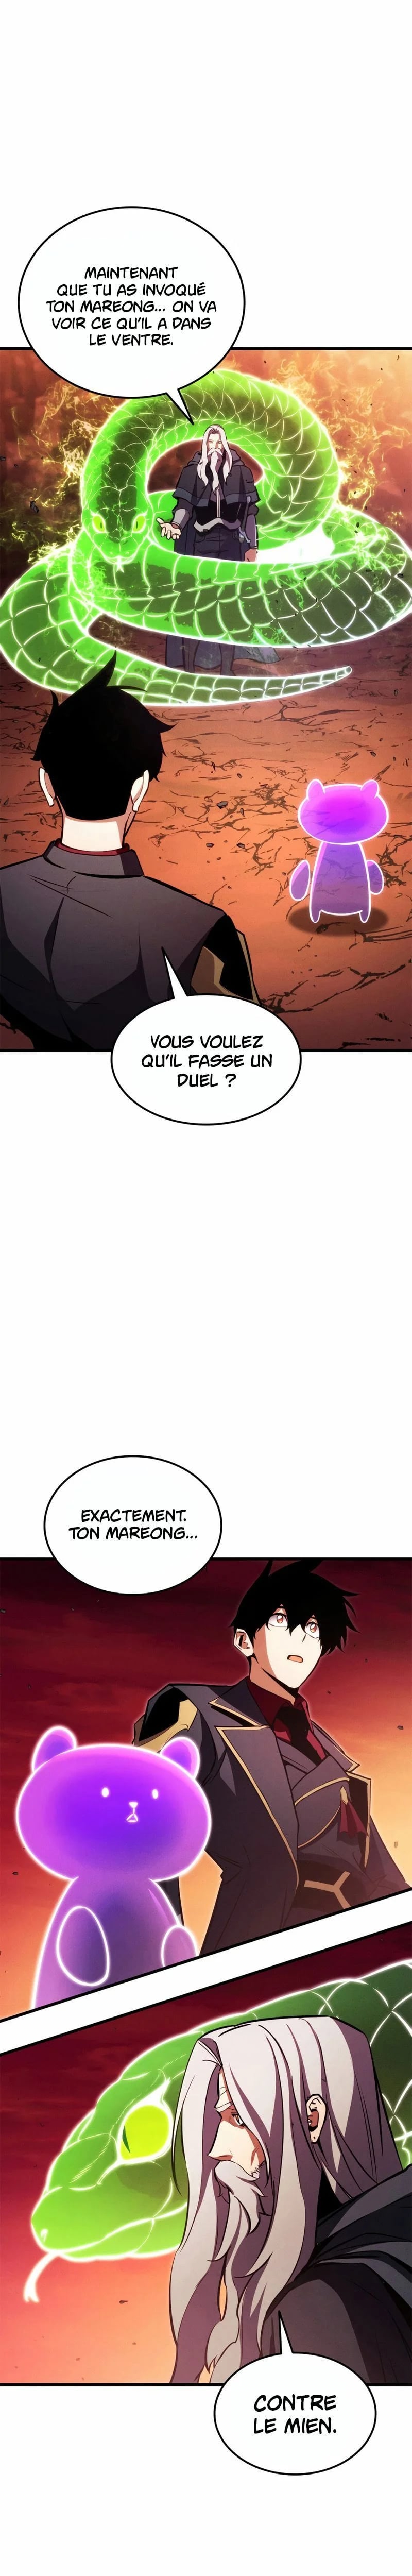 MAINTENANT
QUE TU AS INVOQUÉ
TON MAREONG... ON VA
VOIR CE QU'IL A DANS
LE VENTRE.
VOUS VOULEZ
QU'IL FASSE UN
DUEL ?
EXACTEMENT.
TON MAREONG...
CONTRE
LE MIEN.